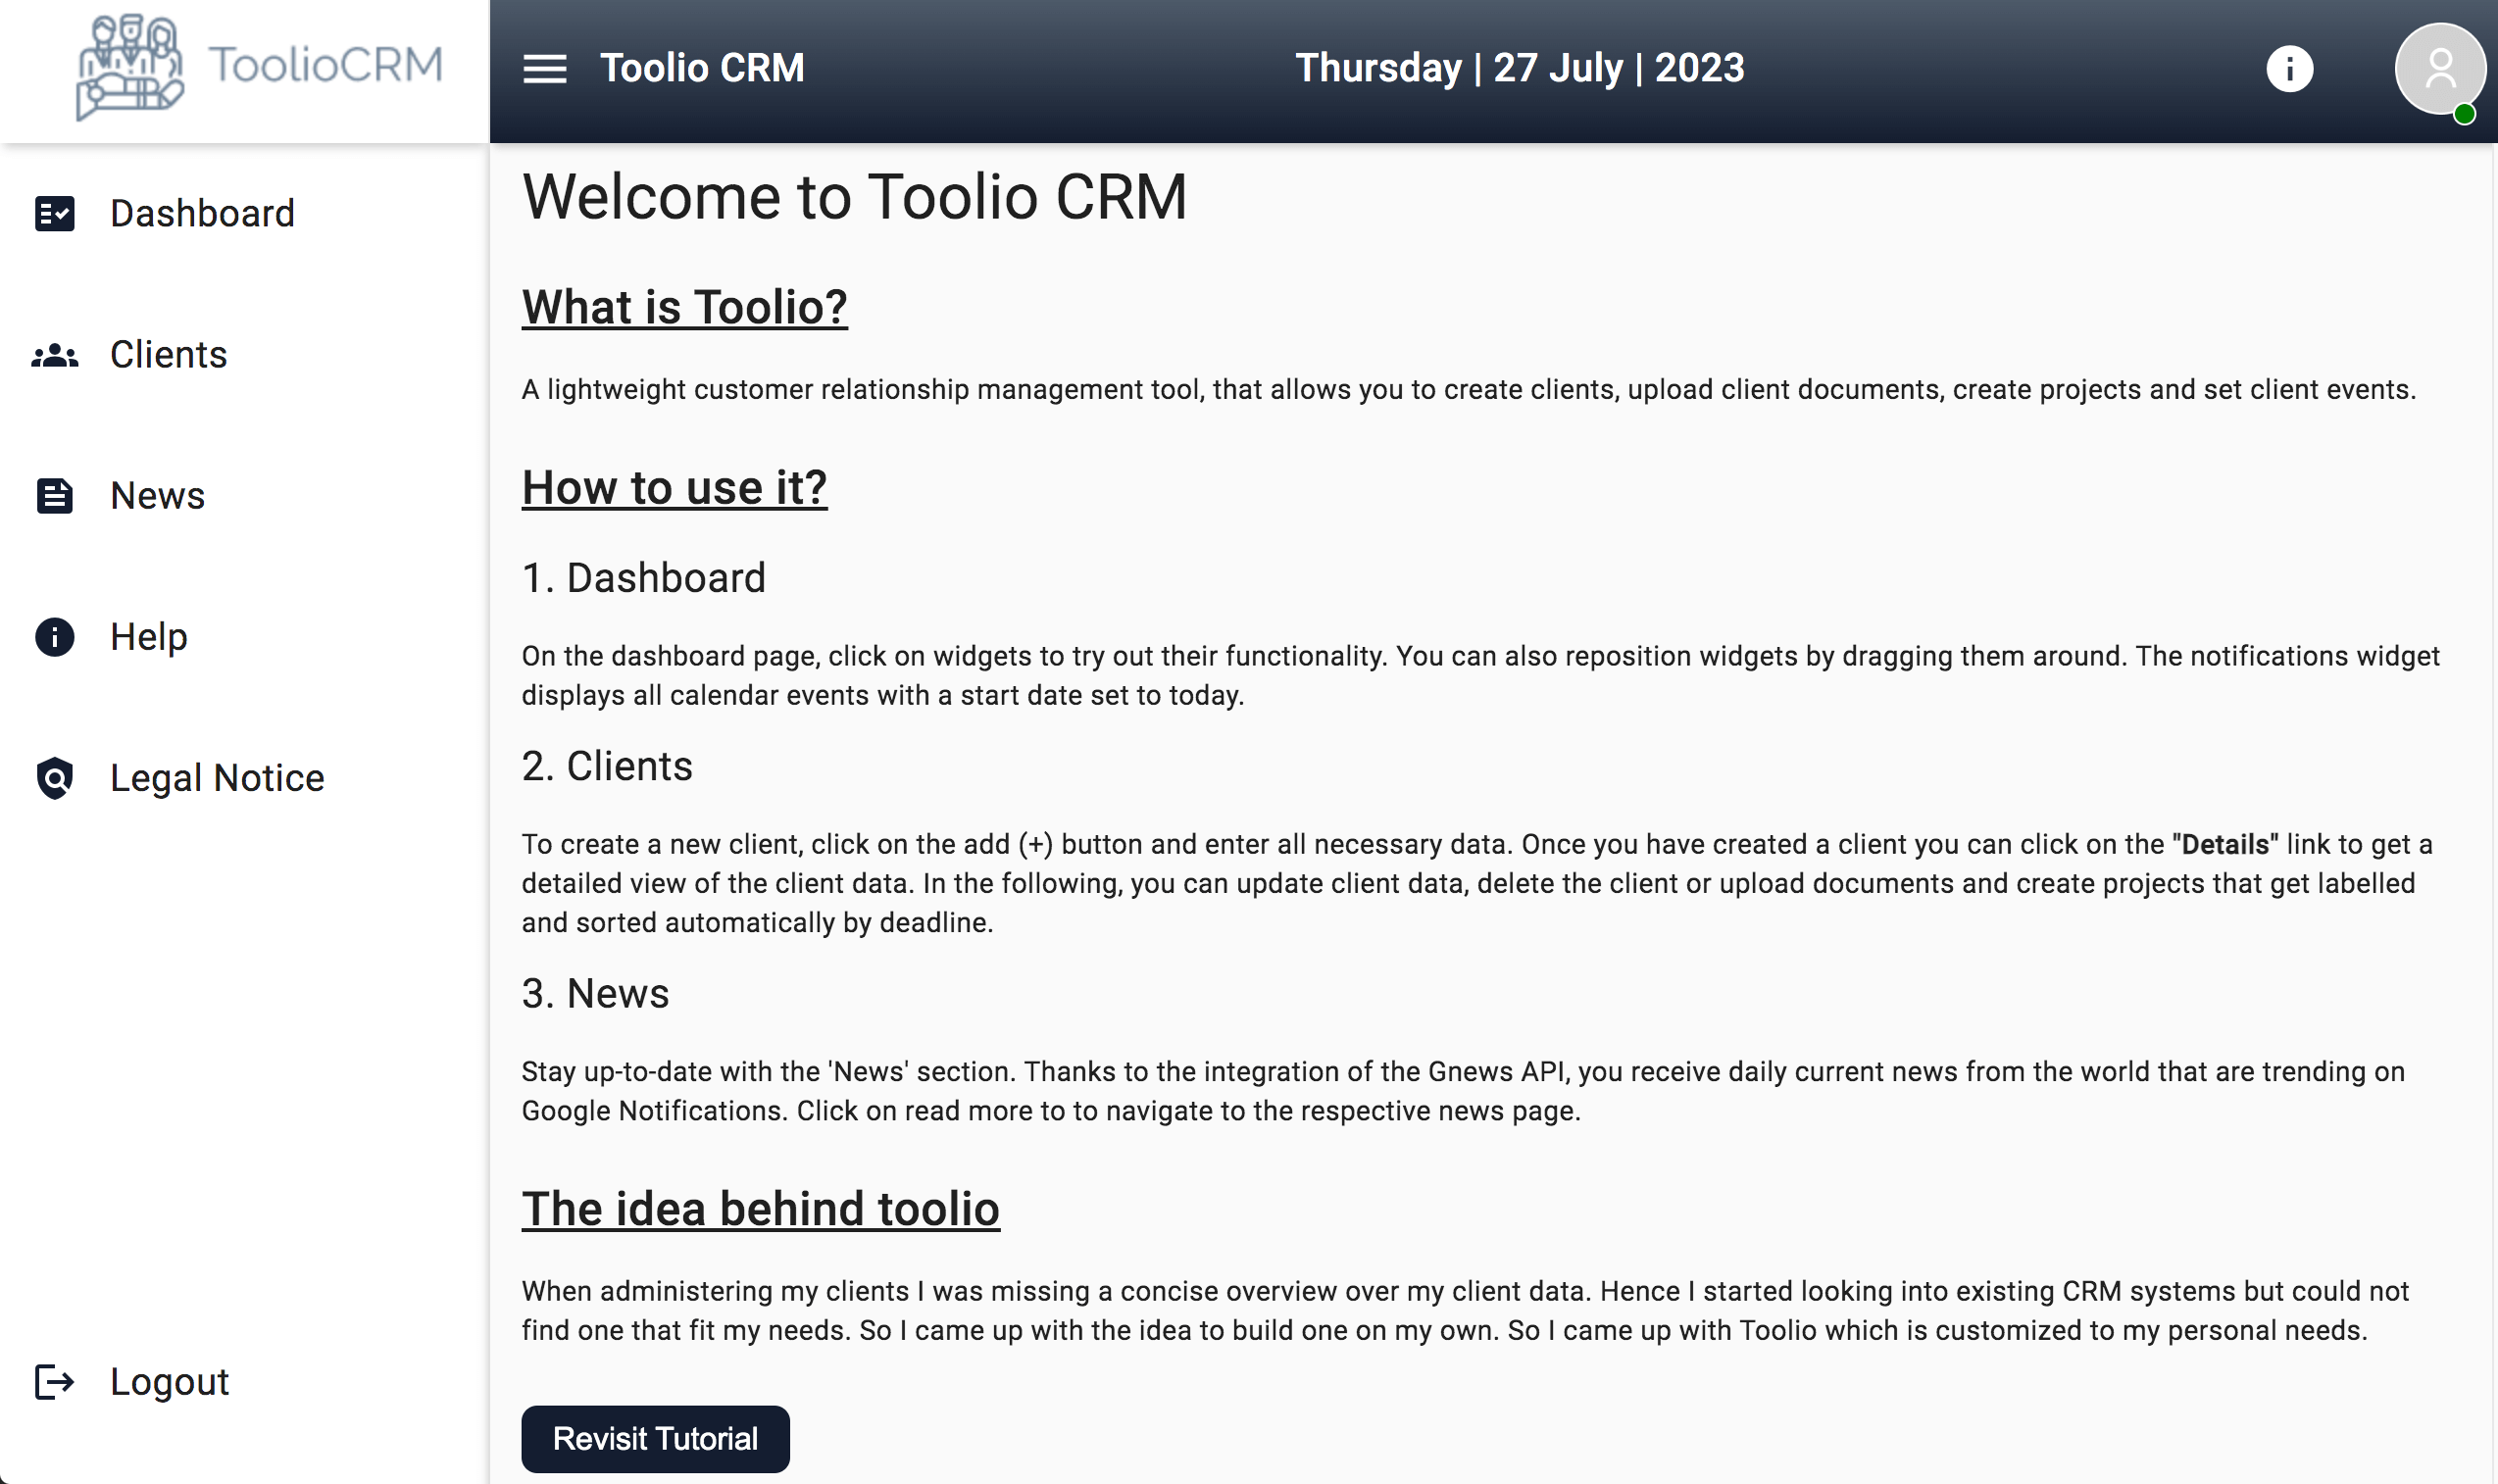 ToolioCRM
Toolio CRM
Thursday | 27 July | 2023
Dashboard
Clients
News
Help
Legal Notice
Logout
Welcome to Toolio CRM
What is Toolio?
A lightweight customer relationship management tool, that allows you to create clients, upload client documents, create projects and set client events.
How to use it?
1. Dashboard
On the dashboard page, click on widgets to try out their functionality. You can also reposition widgets by dragging them around. The notifications widget
displays all calendar events with a start date set to today.
2. Clients
To create a new client, click on the add (+) button and enter all necessary data. Once you have created a client you can click on the "Details" link to get a
detailed view of the client data. In the following, you can update client data, delete the client or upload documents and create projects that get labelled
and sorted automatically by deadline.
3. News
Stay up-to-date with the 'News' section. Thanks to the integration of the Gnews API, you receive daily current news from the world that are trending on
Google Notifications. Click on read more to to navigate to the respective news page.
The idea behind toolio
When administering my clients I was missing a concise overview over my client data. Hence I started looking into existing CRM systems but could not
find one that fit my needs. So I came up with the idea to build one on my own. So I came up with Toolio which is customized to my personal needs.
Revisit Tutorial